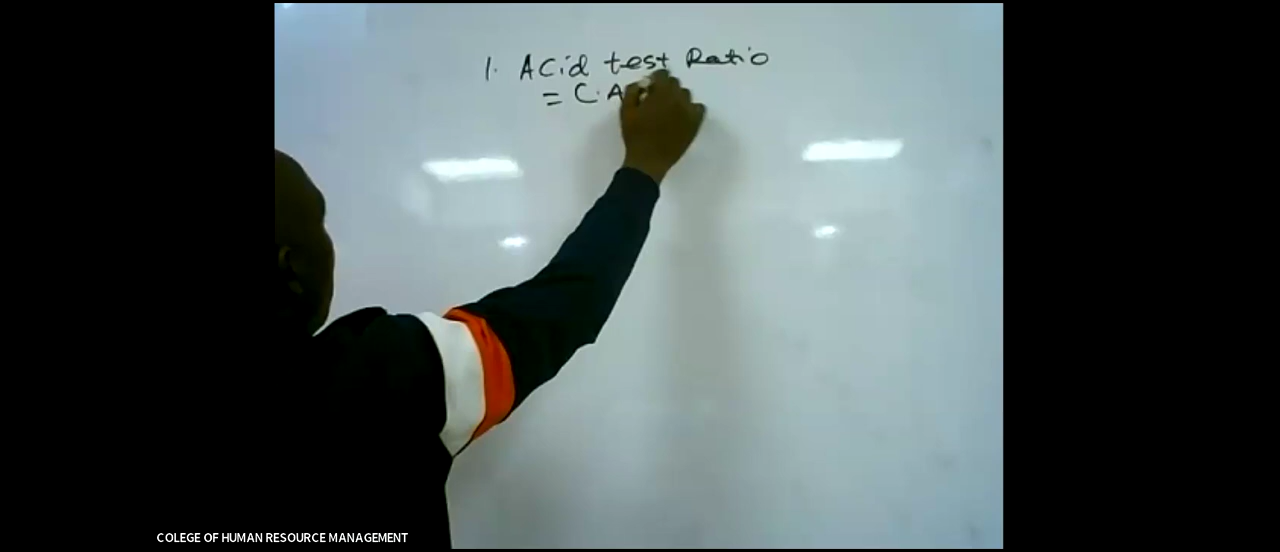 1. Acid test Ratio
= C.A
COLEGE OF HUMAN RESOURCE MANAGEMENT